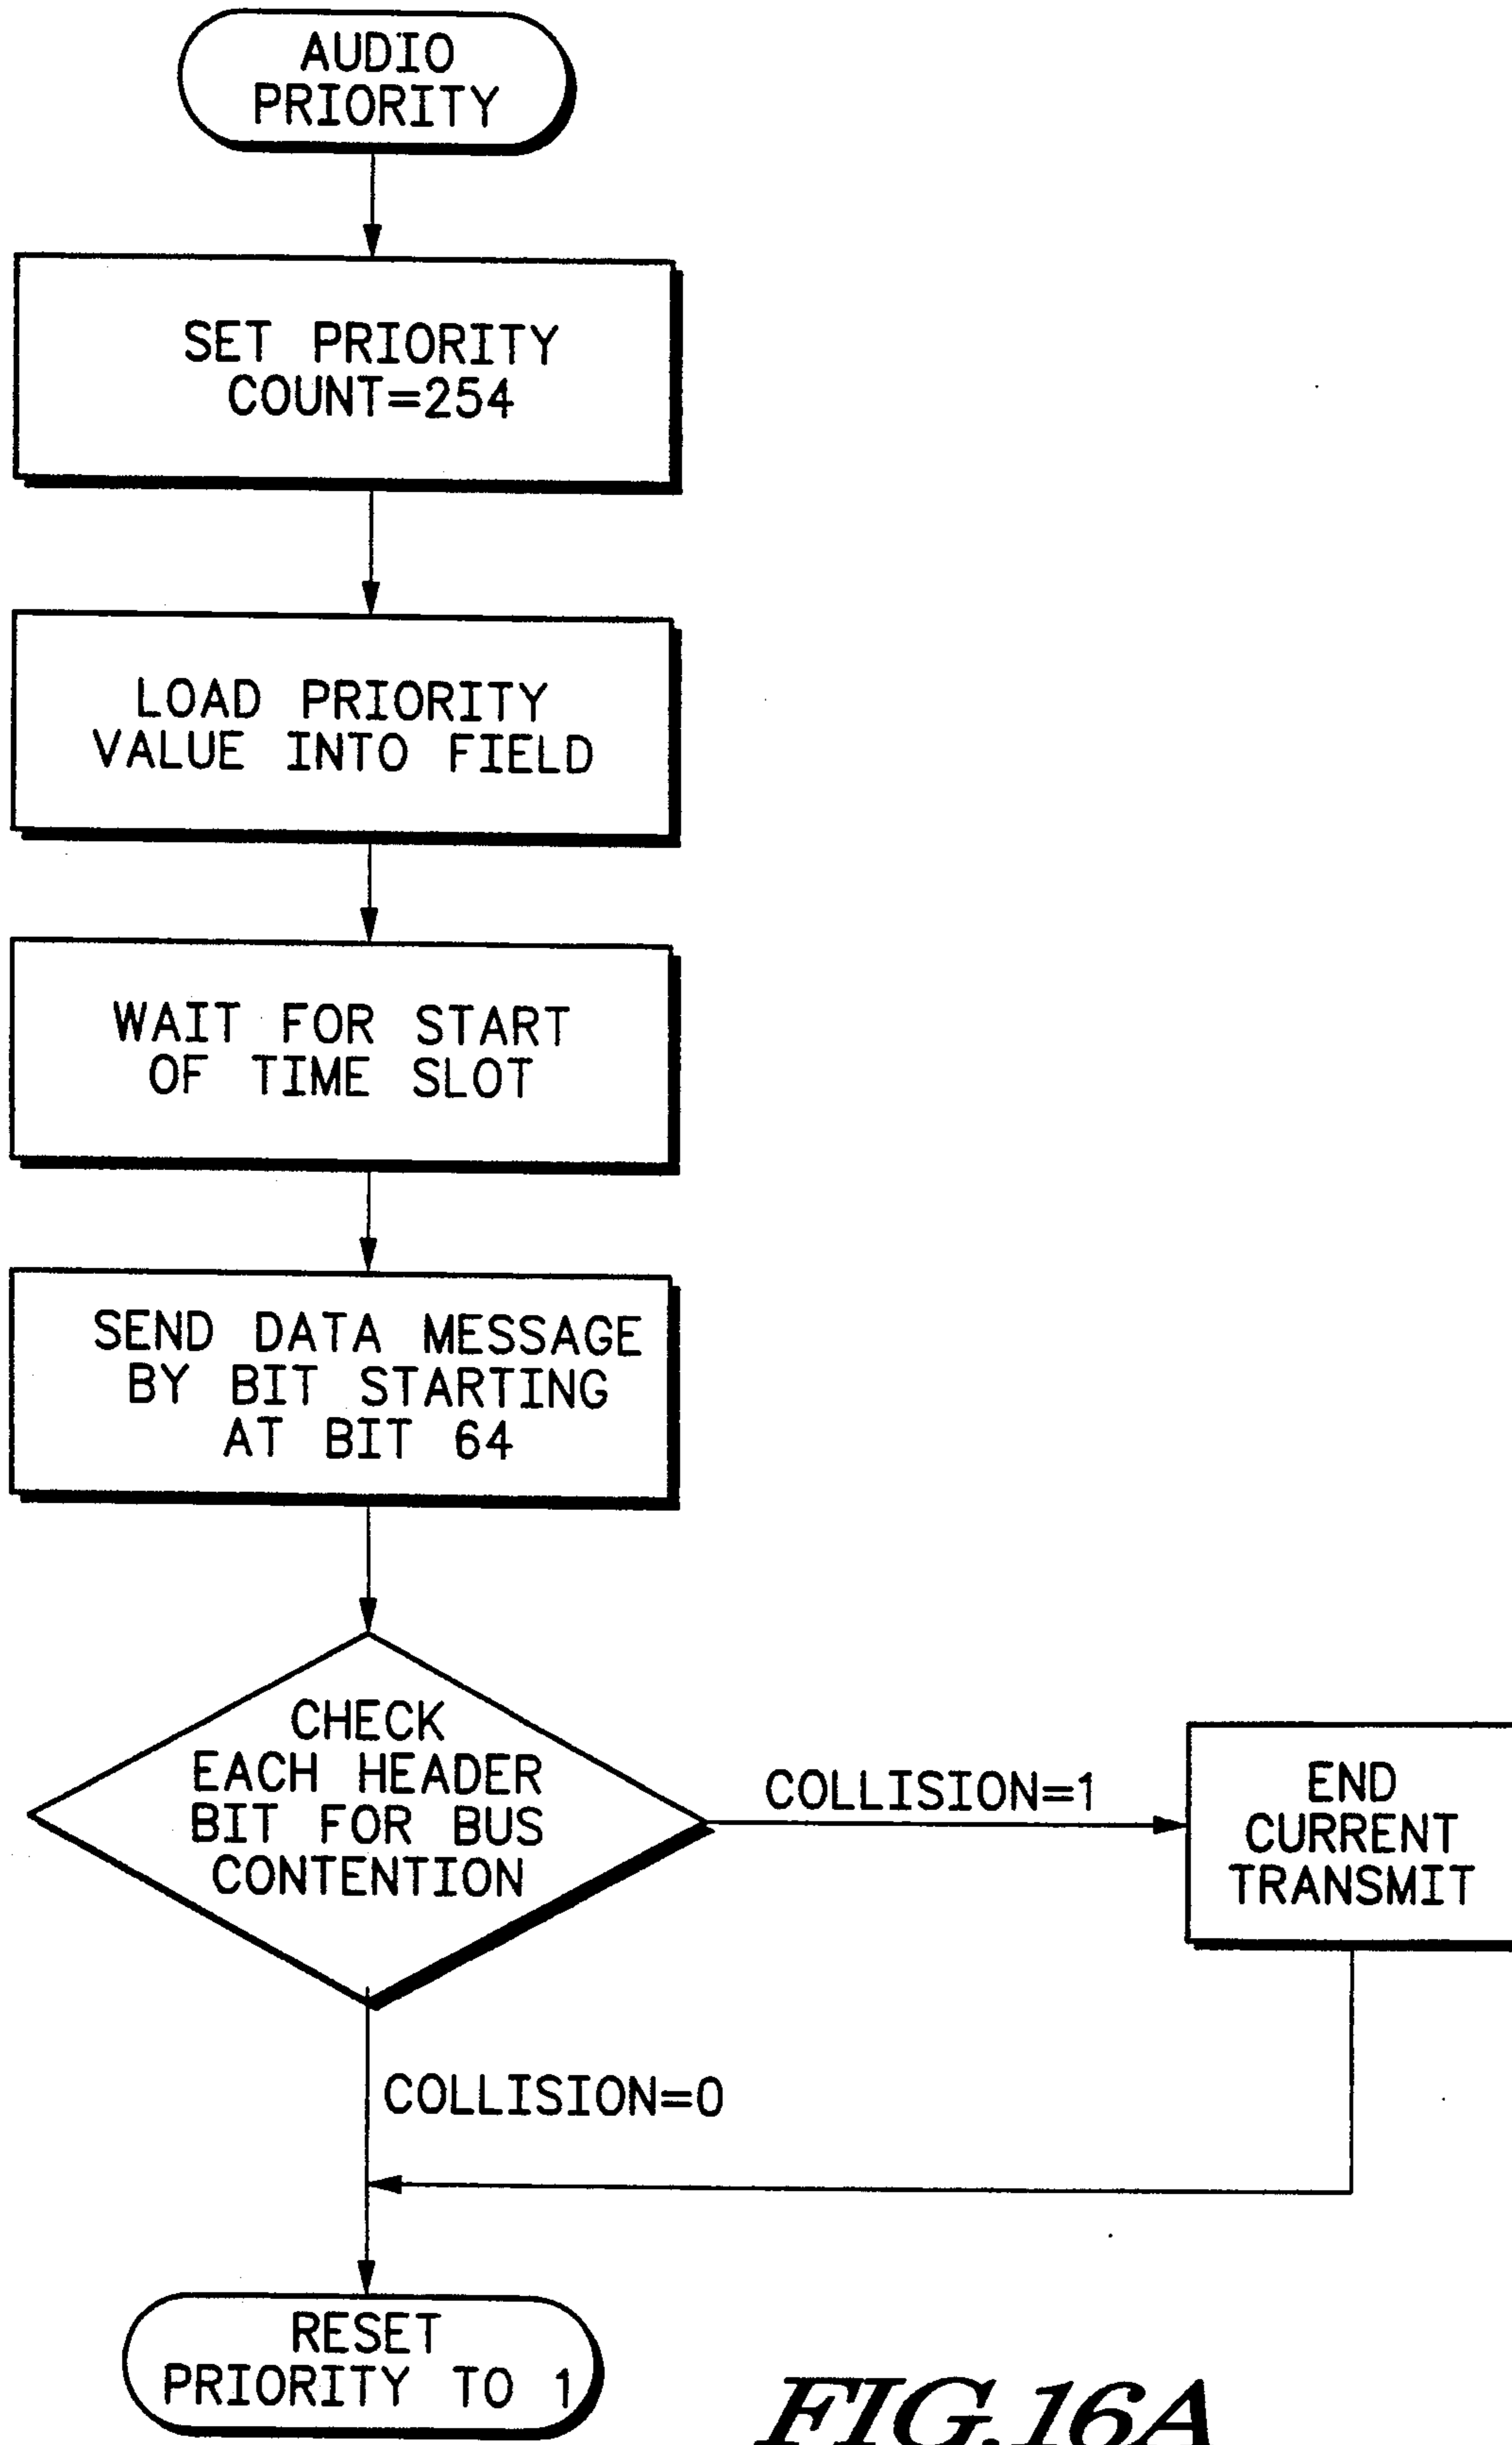 AUDIO
PRIORITY
SET PRIORITY
COUNT=254
LOAD PRIORITY
VALUE INTO FIELD
WAIT FOR START
OF TIME SLOT
SEND DATA MESSAGE
BY BIT STARTING
AT BIT 64
CHECK
EACH HEADER
BIT FOR BUS
CONTENTION
COLLISION=1
END
CURRENT
TRANSMIT
COLLISION=0
RESET
PRIORITY TO 1
FIG.16A